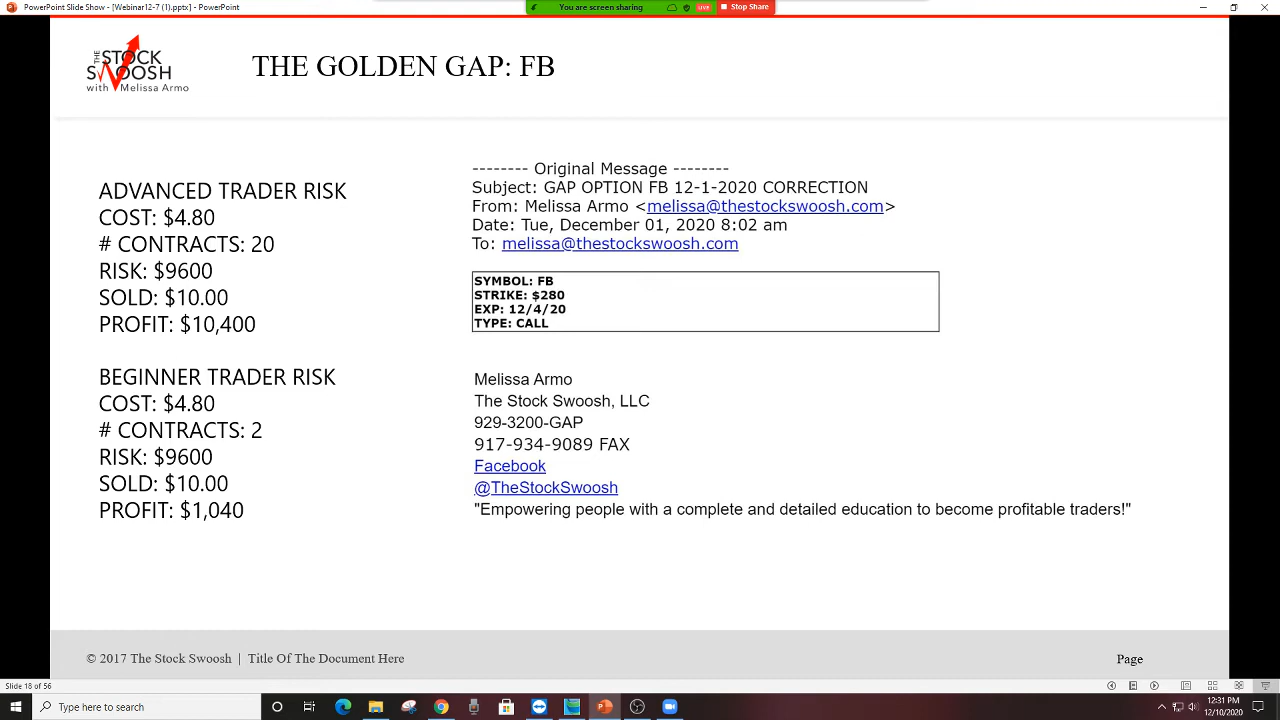 PowerPoint Slide Show - [Webinar12-7 (1).pptx] - PowerPoint
You are screen sharing
LIVE
Stop Share
THE STOCK SWOOSH
with Melissa Armo
THE GOLDEN GAP: FB
ADVANCED TRADER RISK
COST: $4.80
# CONTRACTS: 20
RISK: $9600
SOLD: $10.00
PROFIT: $10,400
BEGINNER TRADER RISK
COST: $4.80
# CONTRACTS: 2
RISK: $9600
SOLD: $10.00
PROFIT: $1,040
-------- Original Message --------
Subject: GAP OPTION FB 12-1-2020 CORRECTION
From: Melissa Armo <melissa@thestockswoosh.com>
Date: Tue, December 01, 2020 8:02 am
To: melissa@thestockswoosh.com
SYMBOL: FB
STRIKE: $280
EXP: 12/4/20
TYPE: CALL
Melissa Armo
The Stock Swoosh, LLC
929-3200-GAP
917-934-9089 FAX
Facebook
@TheStockSwoosh
"Empowering people with a complete and detailed education to become profitable traders!"
© 2017 The Stock Swoosh | Title Of The Document Here
Page
Slide 18 of 56
Type here to search
12:31 PM
12/10/2020